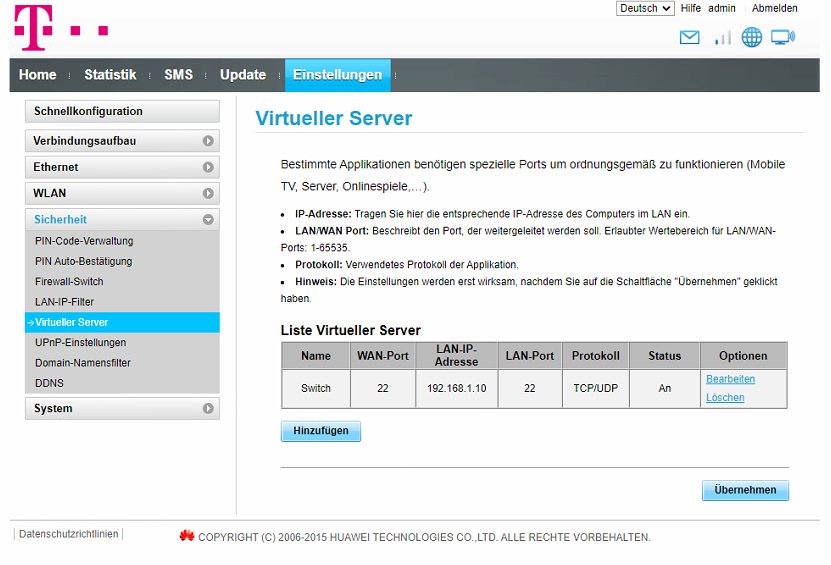 Deutsch Hilfe admin Abmelden
T
Home Statistik SMS Update Einstellungen
Schnellkonfiguration
Verbindungsaufbau
Ethernet
WLAN
Sicherheit
PIN-Code-Verwaltung
PIN Auto-Bestätigung
Firewall-Switch
LAN-IP-Filter
→Virtueller Server
UPnP-Einstellungen
Domain-Namensfilter
DDNS
System
Virtueller Server
Bestimmte Applikationen benötigen spezielle Ports um ordnungsgemäß zu funktionieren (Mobile
TV, Server, Onlinespiele,…).
• IP-Adresse: Tragen Sie hier die entsprechende IP-Adresse des Computers im LAN ein.
• LAN/WAN Port: Beschreibt den Port, der weitergeleitet werden soll. Erlaubter Wertebereich für LAN/WAN-
Ports: 1-65535.
• Protokoll: Verwendetes Protokoll der Applikation.
• Hinweis: Die Einstellungen werden erst wirksam, nachdem Sie auf die Schaltfläche "Übernehmen" geklickt
haben.
Liste Virtueller Server
Name WAN-Port LAN-IP-Adresse LAN-Port Protokoll Status Optionen
Switch 22 192.168.1.10 22 TCP/UDP An Bearbeiten
Löschen
Hinzufügen
Übernehmen
Datenschutzrichtlinien
COPYRIGHT (C) 2006-2015 HUAWEI TECHNOLOGIES CO.,LTD. ALLE RECHTE VORBEHALTEN.